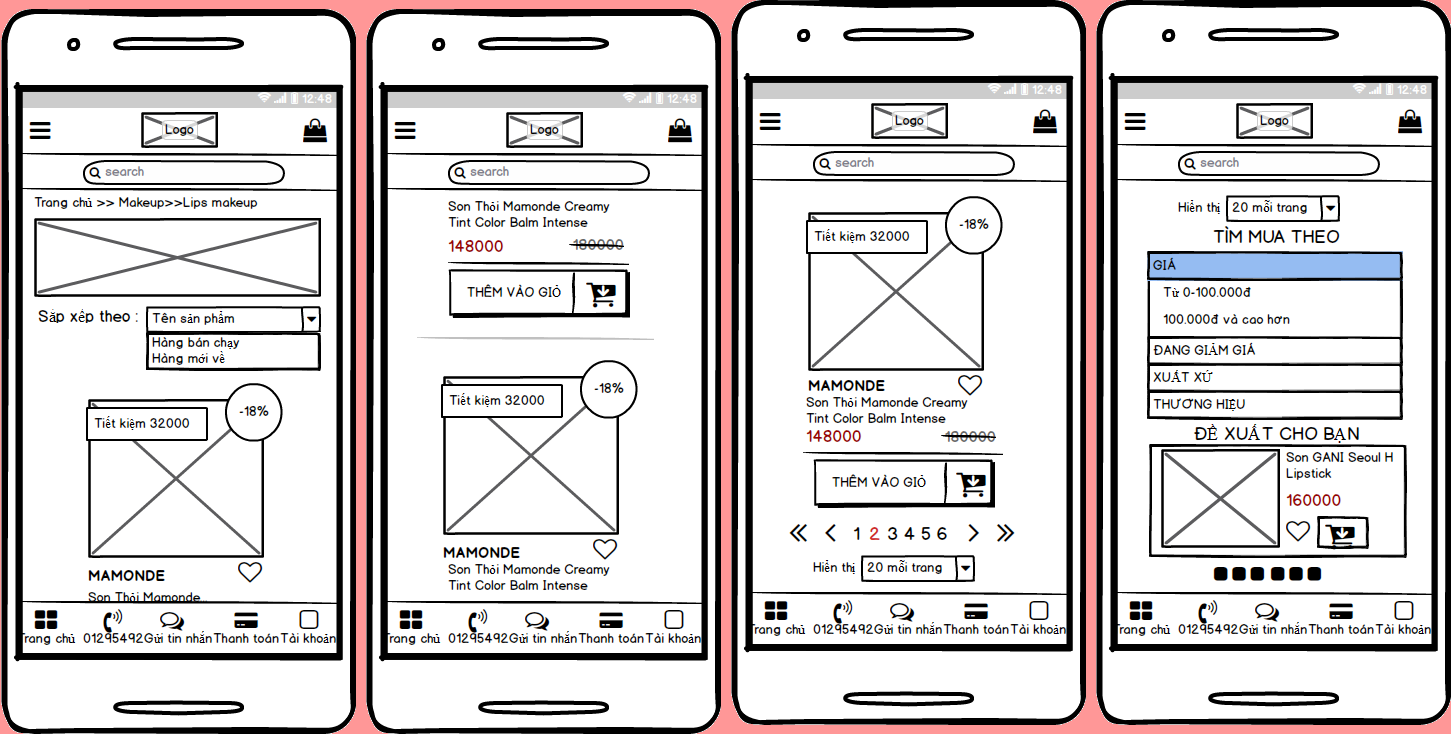 12:48
Logo
search
Trang chủ >> Makeup>>Lips makeup
Sắp xếp theo :
Tên sản phẩm
Hàng bán chạy
Hàng mới về
Tiết kiệm 32000
-18%
MAMONDE
Son Thỏi Mamonde...
Trang chủ
01295492
Gửi tin nhắn
Thanh toán
Tài khoản
12:48
Logo
search
Son Thỏi Mamonde Creamy
Tint Color Balm Intense
148000
180000
THÊM VÀO GIỎ
Tiết kiệm 32000
-18%
MAMONDE
Son Thỏi Mamonde Creamy
Tint Color Balm Intense
Trang chủ
01295492
Gửi tin nhắn
Thanh toán
Tài khoản
12:48
Logo
search
Tiết kiệm 32000
-18%
MAMONDE
Son Thỏi Mamonde Creamy
Tint Color Balm Intense
148000
180000
THÊM VÀO GIỎ
1 2 3 4 5 6
Hiển thị
20 mỗi trang
Trang chủ
01295492
Gửi tin nhắn
Thanh toán
Tài khoản
12:48
Logo
search
Hiển thị
20 mỗi trang
TÌM MUA THEO
GIÁ
Từ 0-100.000đ
100.000đ và cao hơn
ĐANG GIẢM GIÁ
XUẤT XỨ
THƯƠNG HIỆU
ĐỀ XUẤT CHO BẠN
Son GANI Seoul H
Lipstick
160000
Trang chủ
01295492
Gửi tin nhắn
Thanh toán
Tài khoản